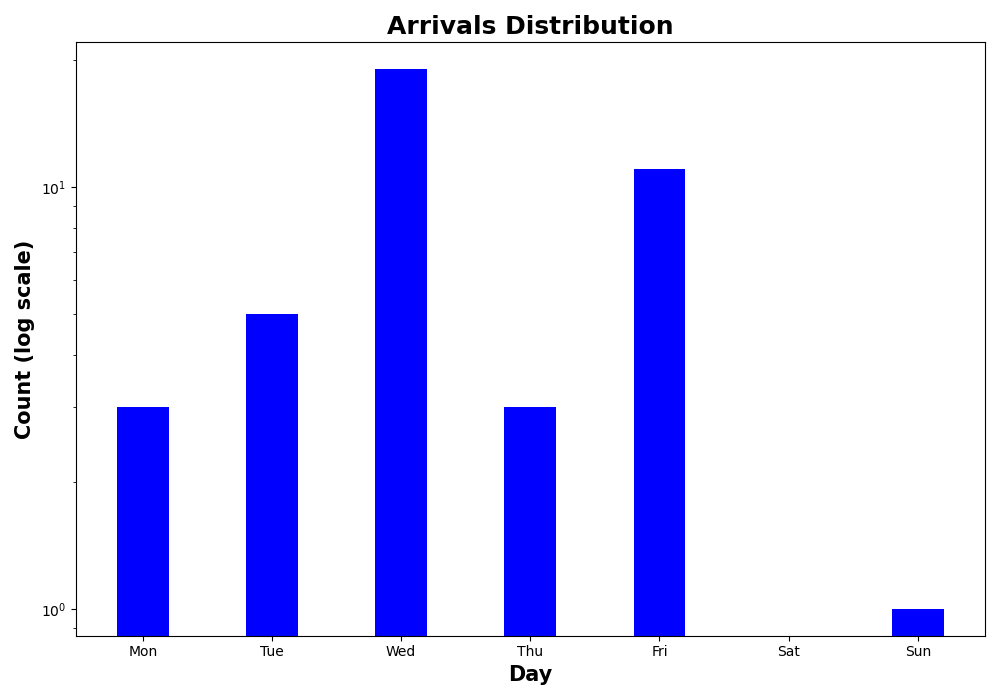 Arrivals Distribution
Count (log scale)
10¹
10⁰
Mon Tue Wed Thu Fri Sat Sun
Day